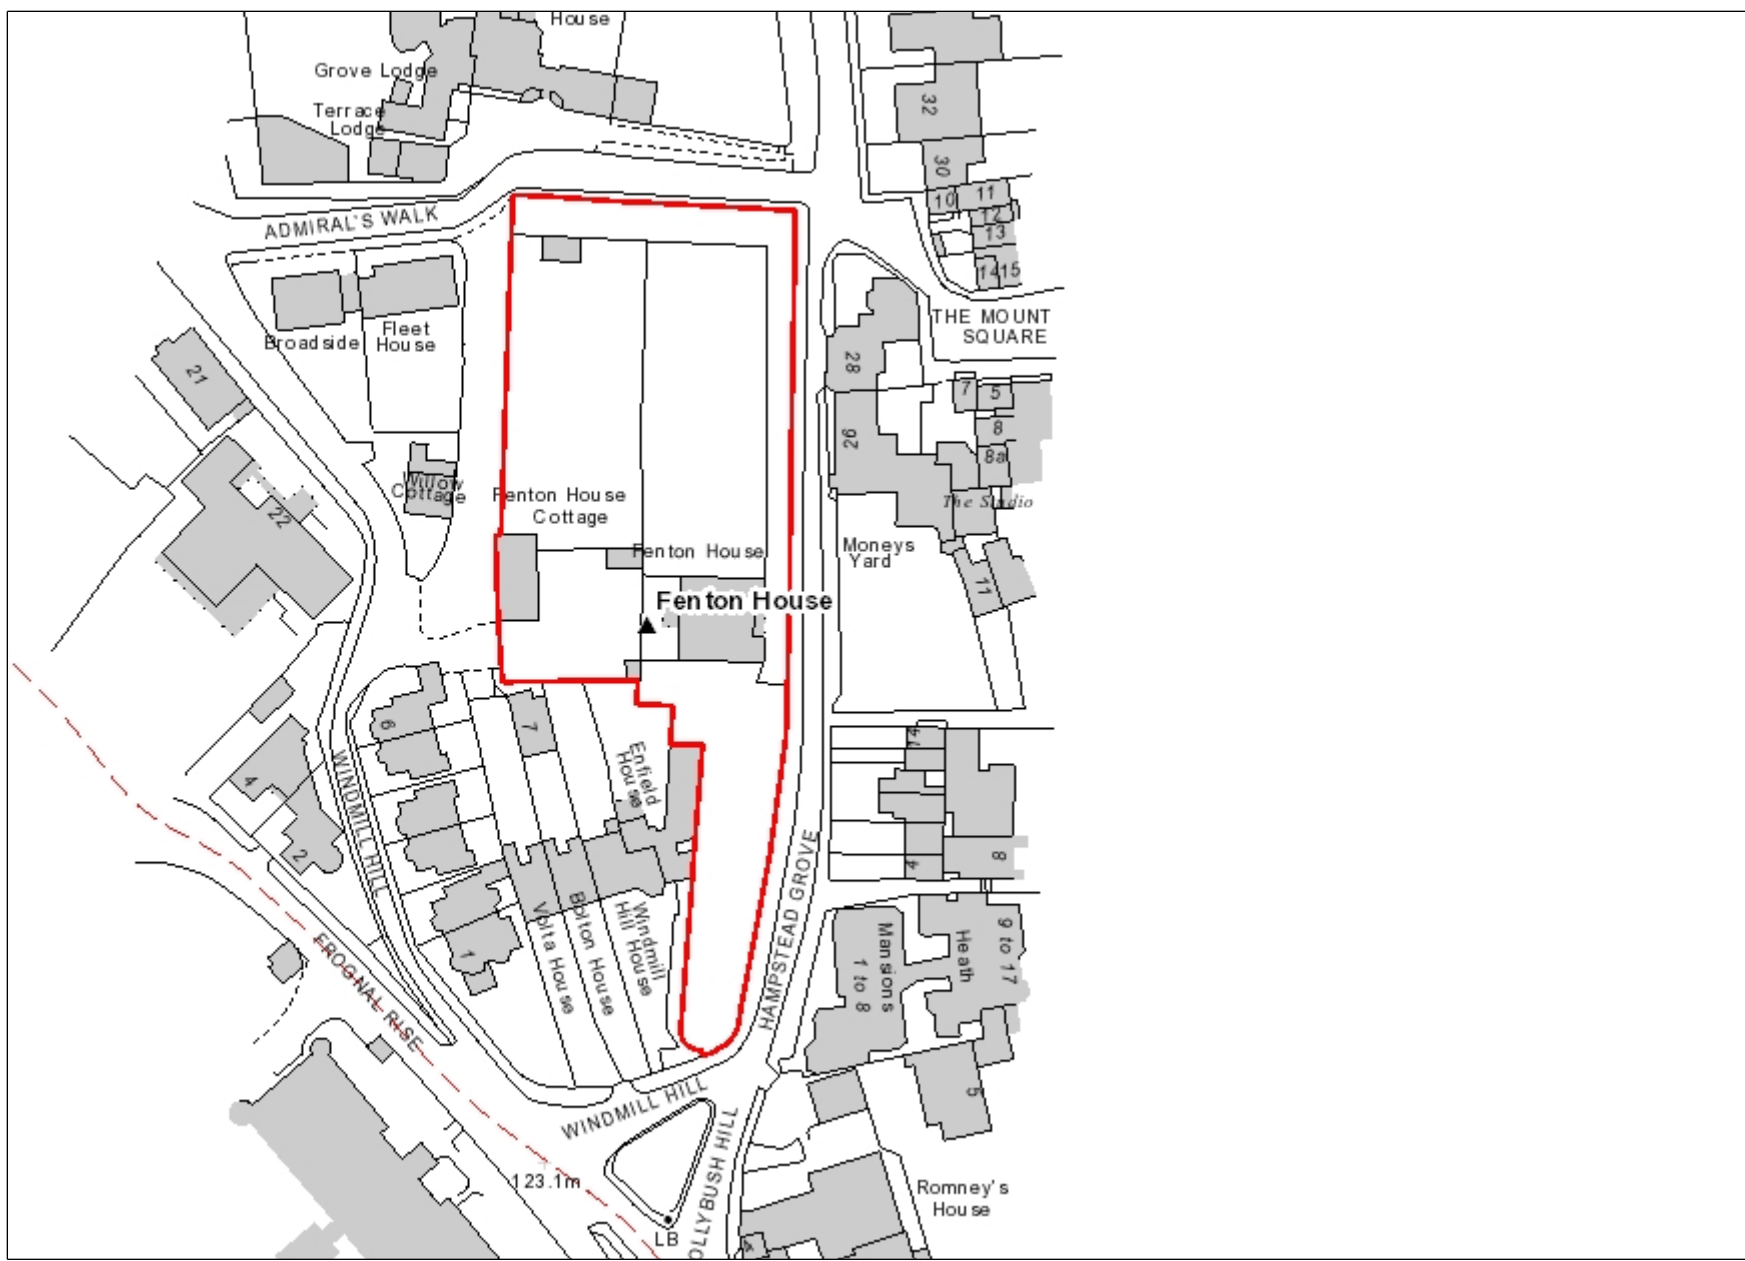 House
Grove Lodge
Terrace
Lodge
32
30
10
11
12
13
14
15
ADMIRAL'S WALK
THE MOUNT
SQUARE
Broadside
Fleet
House
21
28
26
7
5
8
8a
The Studio
Willow
Cottage
Fenton House
Cottage
22
Fenton House
Moneys
Yard
11
Fenton House
6
7
Enfield
House
4
2
WINDMILL HILL
4
8
HAMPSTEAD GROVE
1
Volta House
Bolton House
Windmill
Hill House
Mansions
1 to 8
Heath
9 to 17
FROGNAL RISE
5
WINDMILL HILL
OLLYBUSH HILL
123.1m
Romney's
House
LB